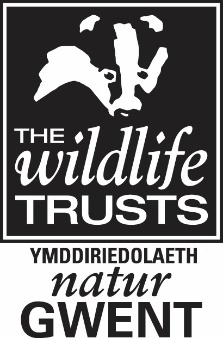 THE
wildlife
TRUSTS
YMDDIRIEDOLAETH
natur
GWENT